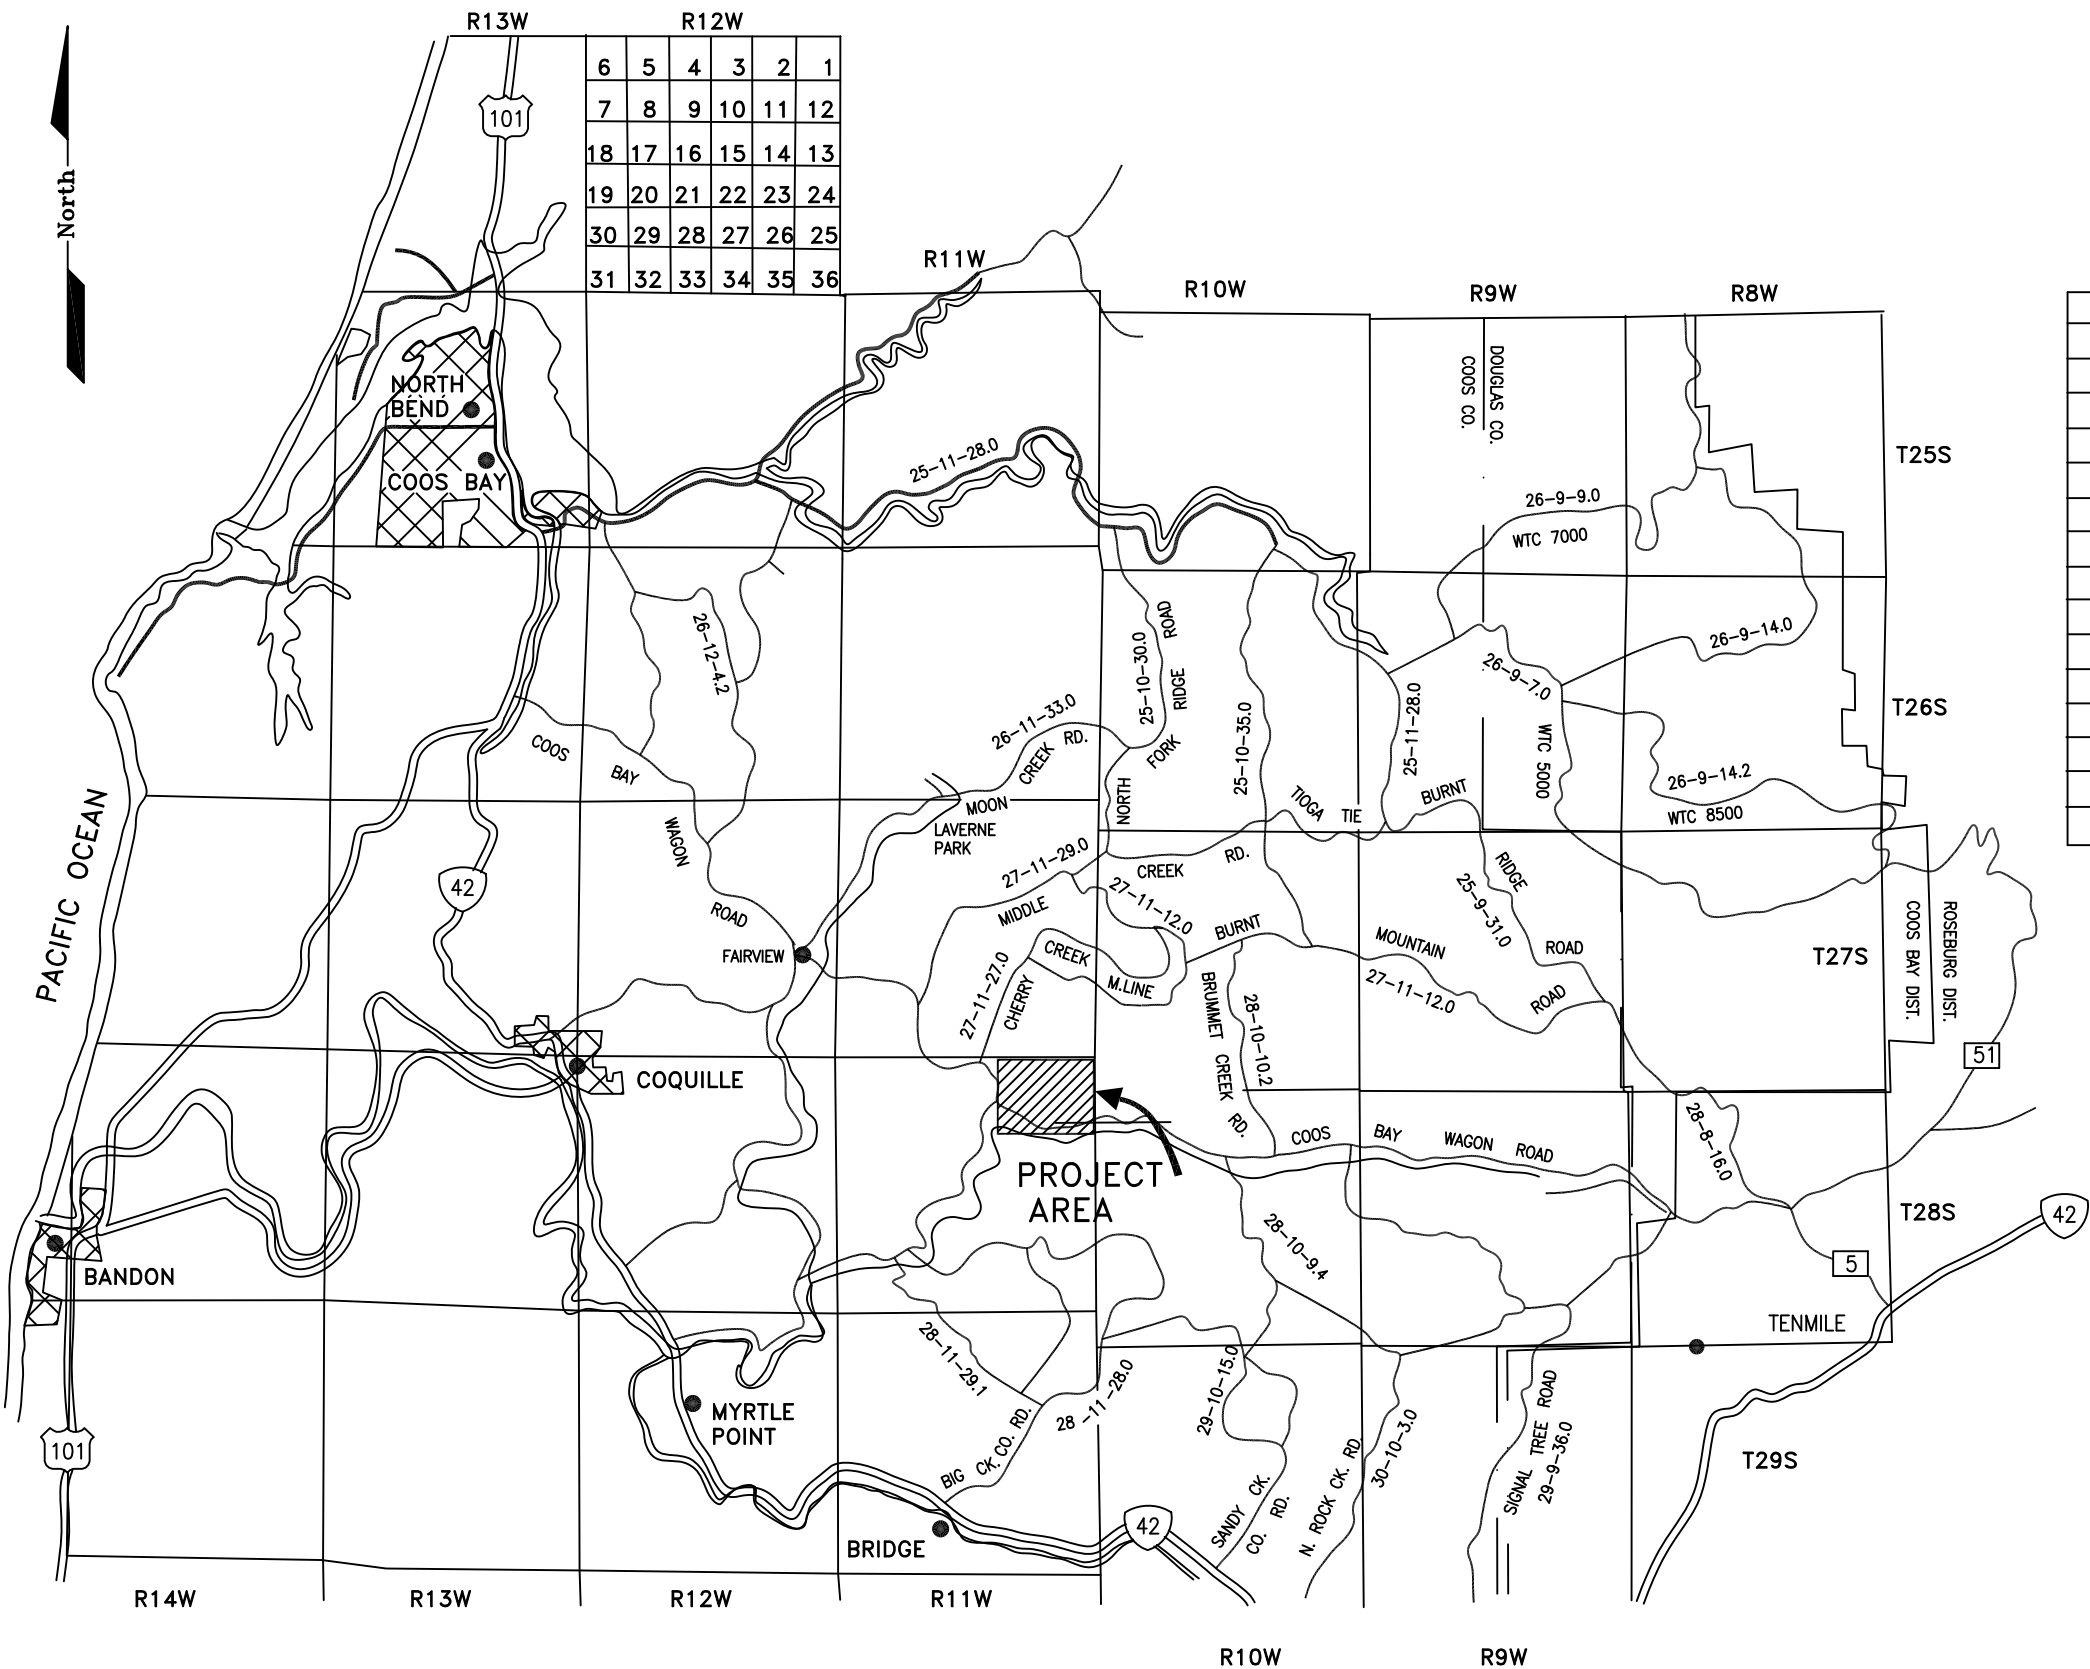 R13W
R12W
North
101
6 5 4 3 2 1
7 8 9 10 11 12
18 17 16 15 14 13
19 20 21 22 23 24
30 29 28 27 26 25
31 32 33 34 35 36
R11W
R10W
R9W
R8W
NORTH
BEND
COOS BAY
25-11-28.0
DOUGLAS CO.
COOS CO.
T25S
26-9-9.0
WTC 7000
26-12-4.2
25-10-30.0
RIDGE ROAD
NORTH FORK
26-9-14.0
26-9-7.0
T26S
26-11-33.0
MOON CREEK RD.
25-10-35.0
25-11-28.0
WTC 5000
26-9-14.2
WTC 8500
COOS BAY WAGON ROAD
LAVERNE
PARK
TIOGA TIE
BURNT RIDGE ROAD
PACIFIC OCEAN
42
27-11-29.0
MIDDLE CREEK RD.
27-11-12.0
25-9-31.0
BURNT MOUNTAIN ROAD
27-11-12.0
FAIRVIEW
27-11-27.0
CHERRY CREEK M.LINE
BRUMMET CREEK RD.
28-10-10.2
T27S
COOS BAY DIST.
ROSEBURG DIST.
51
COQUILLE
PROJECT
AREA
COOS BAY WAGON ROAD
28-8-16.0
T28S
42
5
28-10-9.4
BANDON
TENMILE
28-11-29.1
28-11-28.0
BIG CK. CO. RD.
29-10-15.0
SANDY CK.
CO. RD.
N. ROCK CK. RD.
30-10-3.0
SIGNAL TREE ROAD
29-9-36.0
MYRTLE
POINT
101
T29S
BRIDGE
42
R14W
R13W
R12W
R11W
R10W
R9W